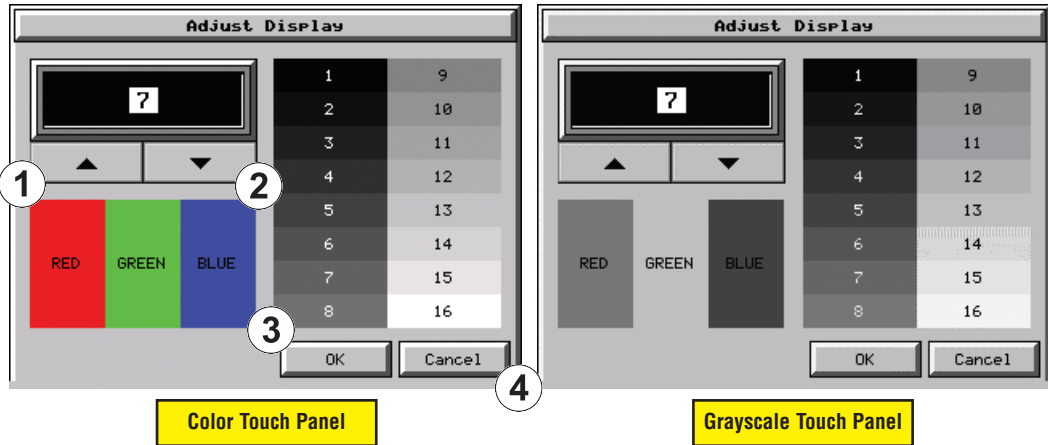 Adjust Display
7
1 9
2 10
3 11
4 12
5 13
6 14
7 15
8 16
1
2
RED GREEN BLUE
3
OK Cancel
4
Color Touch Panel
Adjust Display
7
1 9
2 10
3 11
4 12
5 13
6 14
7 15
8 16
RED GREEN BLUE
OK Cancel
Grayscale Touch Panel